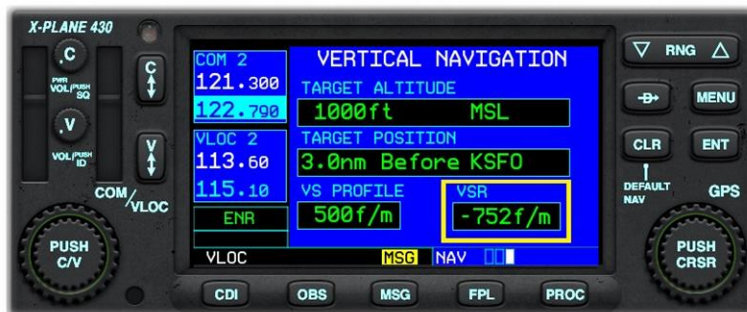 X-PLANE 430
.C
PWR
VOL/PUSH
SQ
C
.V
VOL/PUSH
ID
V
COM/VLOC
PUSH
C/V
COM 2
121.300
122.790
VLOC 2
113.60
115.10
ENR
VLOC
VERTICAL NAVIGATION
TARGET ALTITUDE
1000ft MSL
TARGET POSITION
3.0nm Before KSFO
VS PROFILE VSR
500f/m -752f/m
MSG NAV
RNG
D
MENU
CLR ENT
DEFAULT
NAV
GPS
PUSH
CRSR
CDI OBS MSG FPL PROC